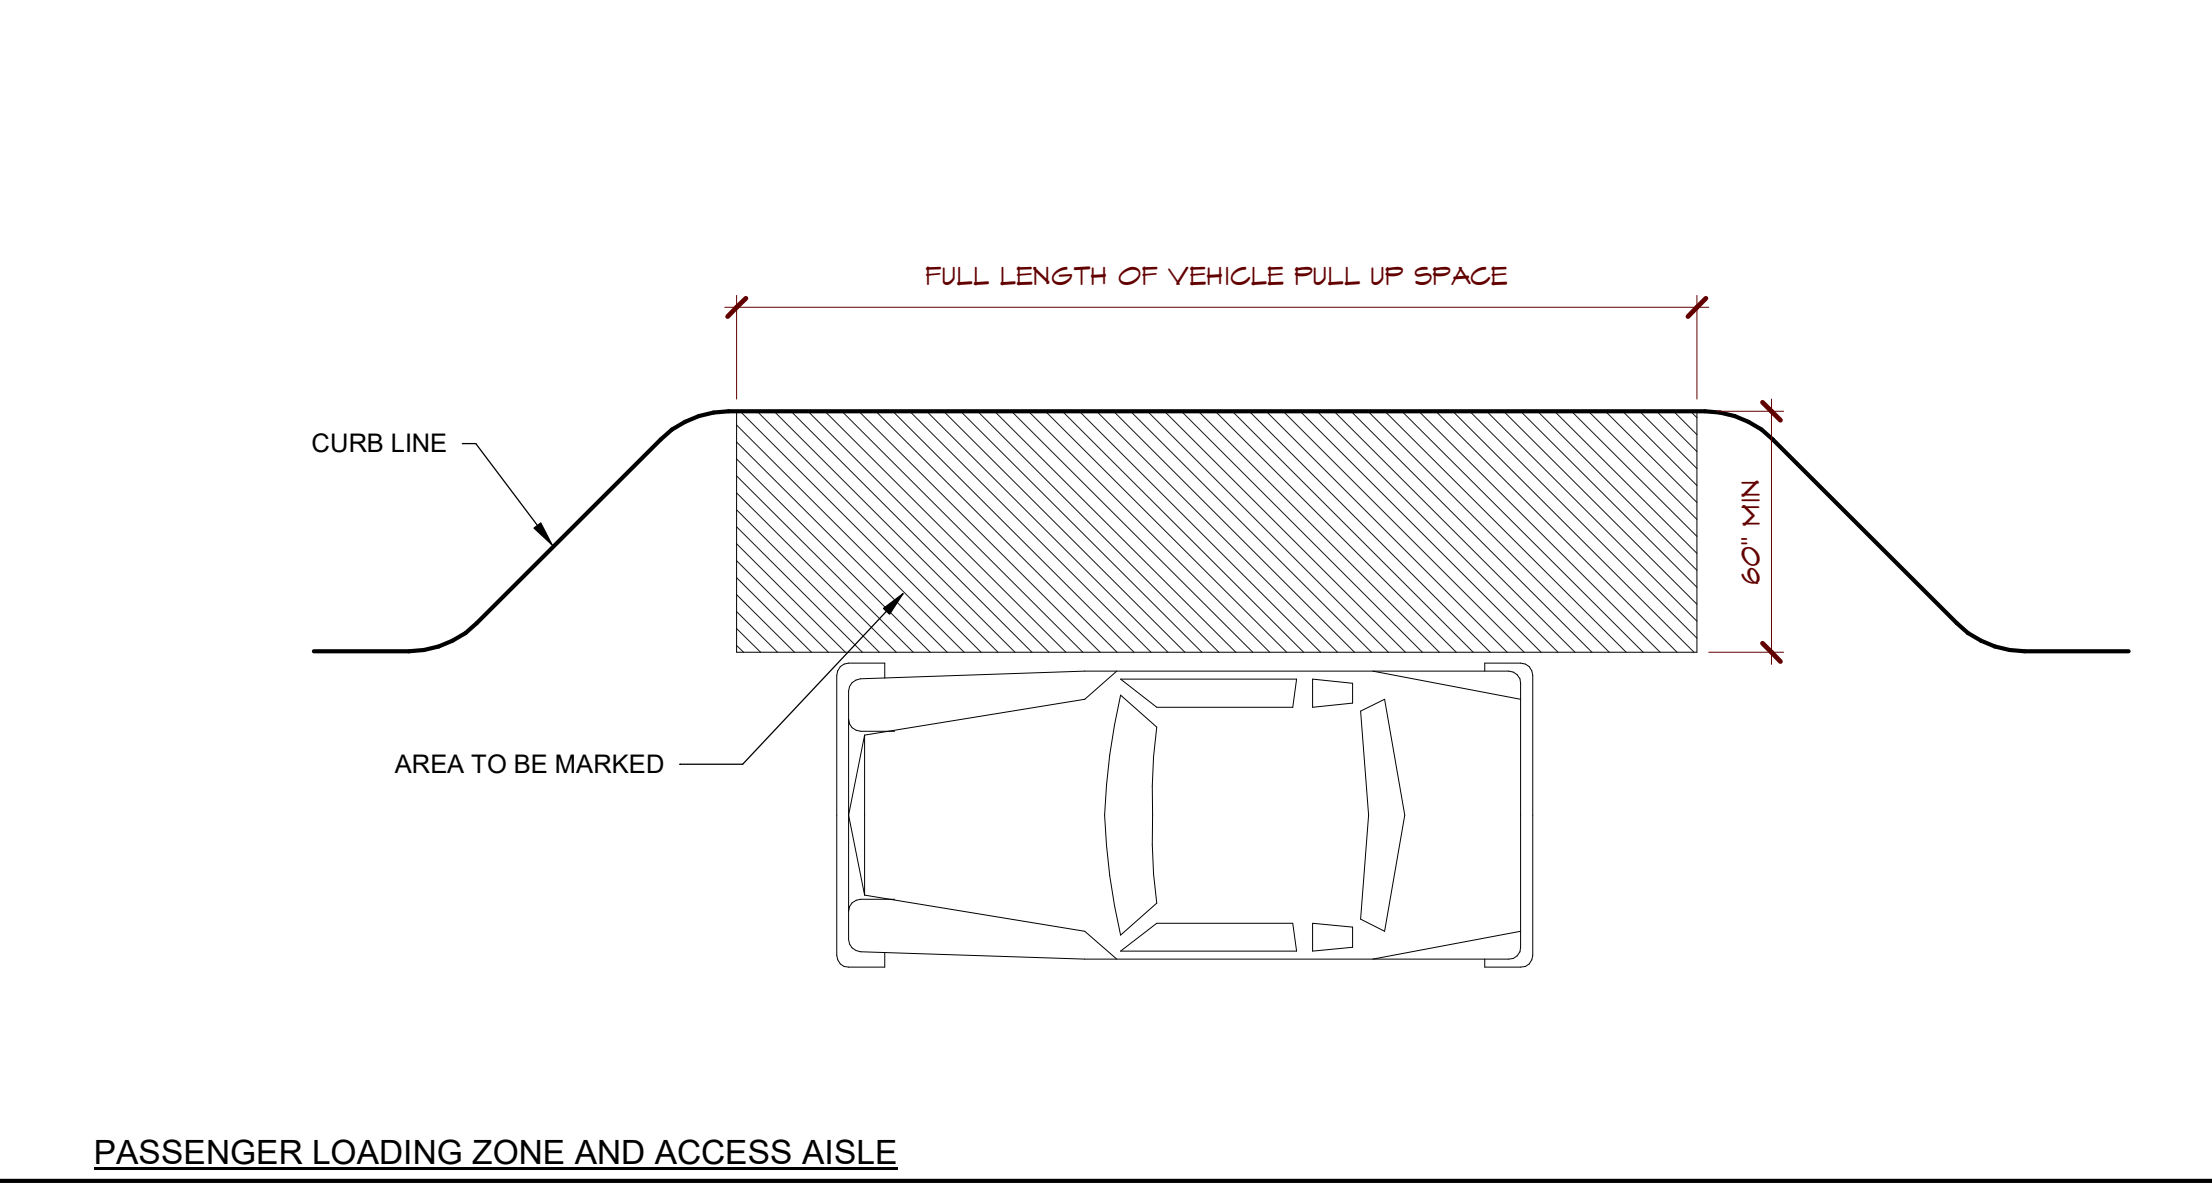 FULL LENGTH OF VEHICLE PULL UP SPACE
CURB LINE
60" MIN
AREA TO BE MARKED
PASSENGER LOADING ZONE AND ACCESS AISLE